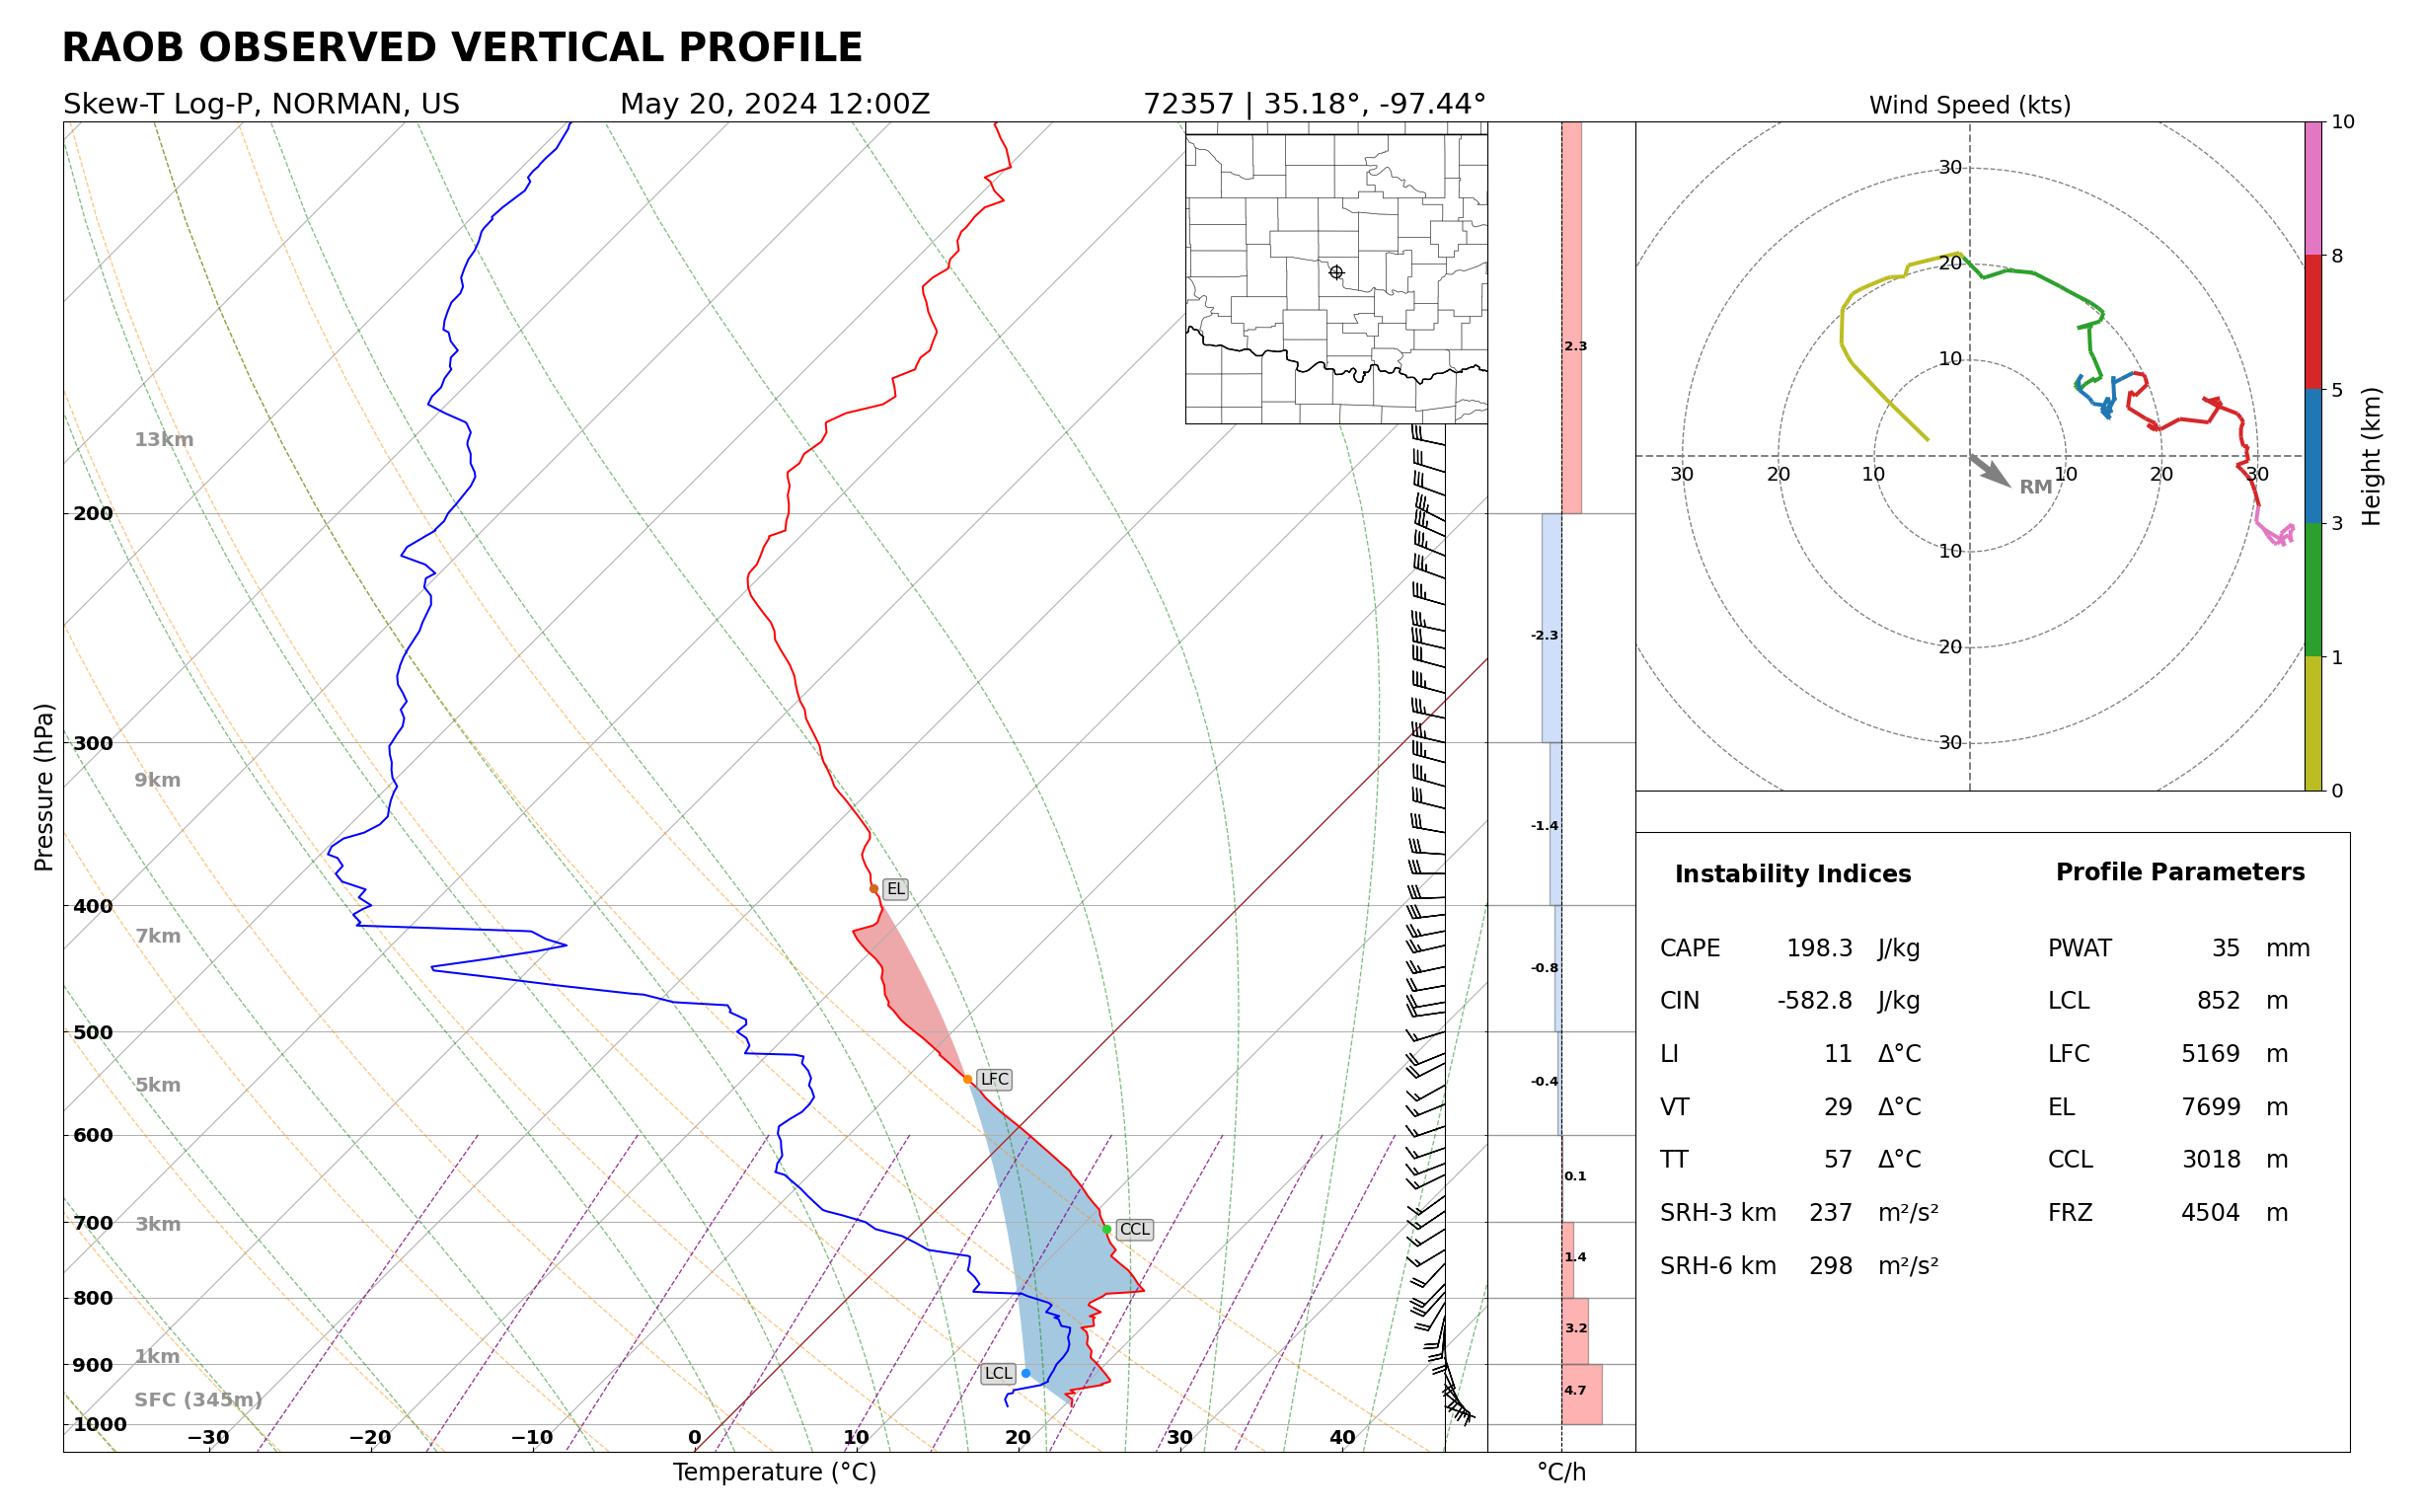 RAOB OBSERVED VERTICAL PROFILE
Skew-T Log-P, NORMAN, US May 20, 2024 12:00Z 72357 | 35.18°, -97.44°
Wind Speed (kts)
Pressure (hPa)
200
300
400
500
600
700
800
900
1000
13km
9km
7km
5km
3km
1km
SFC (345m)
EL
LFC
CCL
LCL
−30 −20 −10 0 10 20 30 40
Temperature (°C)
2.3
-2.3
-1.4
-0.8
-0.4
0.1
1.4
3.2
4.7
°C/h
30
20
10
30 20 10 10 20 30
RM
10
20
30
10
8
5
3
1
0
Height (km)
Instability Indices Profile Parameters
CAPE 198.3 J/kg PWAT 35 mm
CIN -582.8 J/kg LCL 852 m
LI 11 Δ°C LFC 5169 m
VT 29 Δ°C EL 7699 m
TT 57 Δ°C CCL 3018 m
SRH-3 km 237 m²/s² FRZ 4504 m
SRH-6 km 298 m²/s²